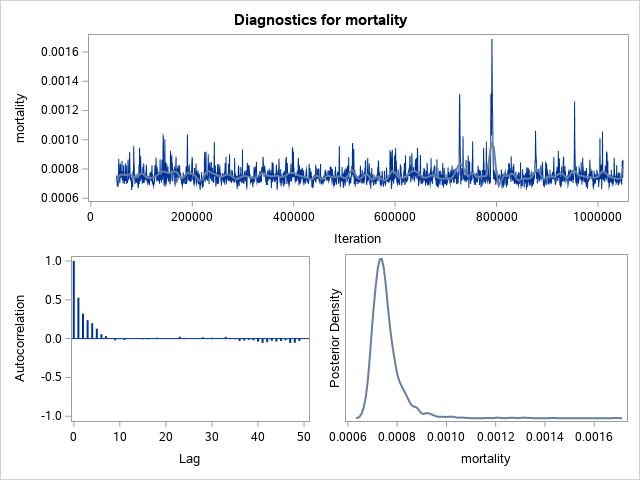 Diagnostics for mortality
mortality
0.0016
0.0014
0.0012
0.0010
0.0008
0.0006
0 200000 400000 600000 800000 1000000
Iteration
Autocorrelation
1.0
0.5
0.0
-0.5
-1.0
0 10 20 30 40 50
Lag
Posterior Density
0.0006 0.0008 0.0010 0.0012 0.0014 0.0016
mortality